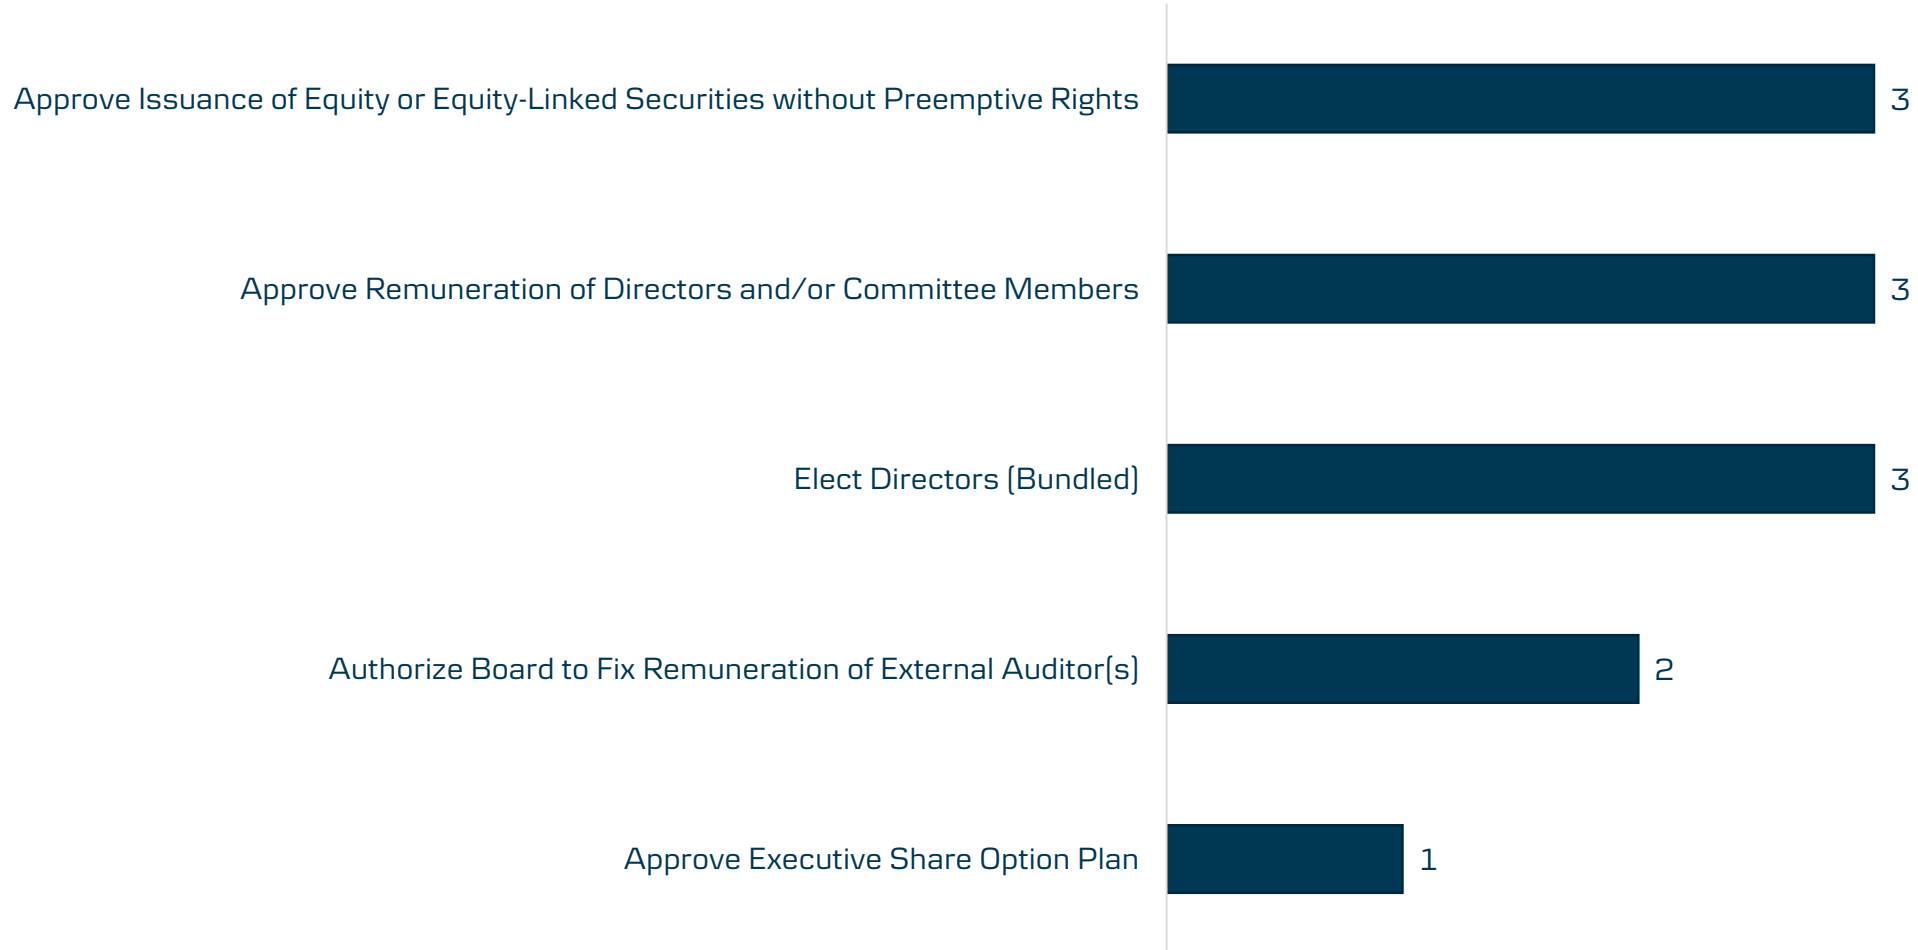 Approve Issuance of Equity or Equity-Linked Securities without Preemptive Rights 3
Approve Remuneration of Directors and/or Committee Members 3
Elect Directors (Bundled) 3
Authorize Board to Fix Remuneration of External Auditor(s) 2
Approve Executive Share Option Plan 1